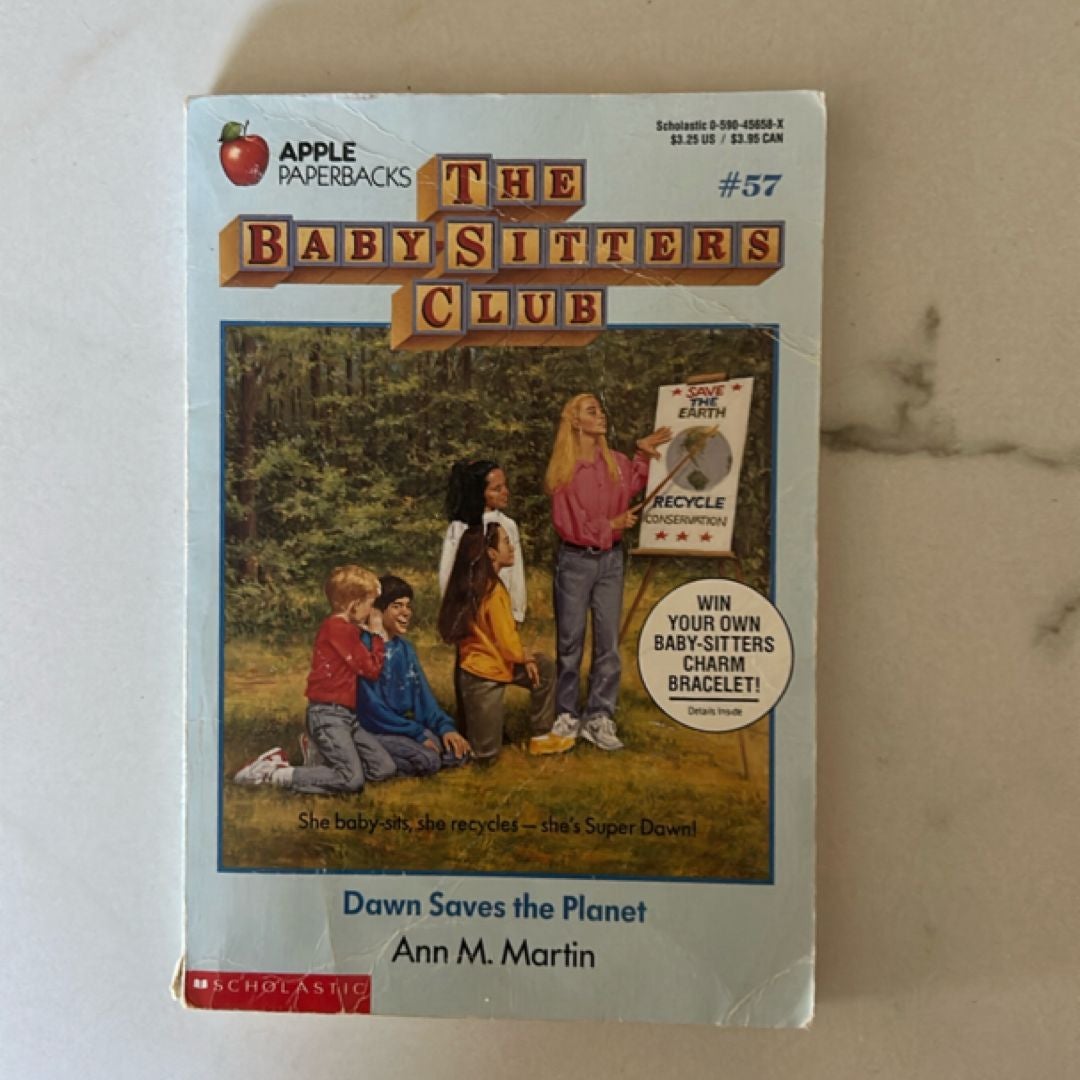 APPLE
PAPERBACKS
Scholastic 0-590-45658-X
$3.25 US / $3.95 CAN
#57
THE
BABY-SITTERS
CLUB
★ SAVE ★
THE
EARTH
RECYCLE
CONSERVATION
★ ★ ★
WIN
YOUR OWN
BABY-SITTERS
CHARM
BRACELET!
Details Inside
She baby-sits, she recycles — she's Super Dawn!
Dawn Saves the Planet
Ann M. Martin
SCHOLASTIC